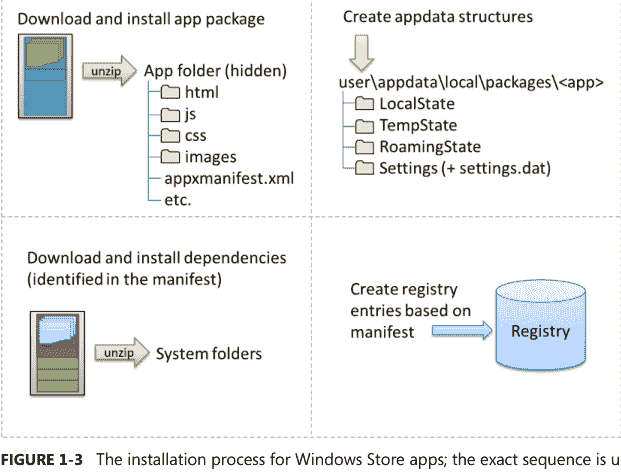 Download and install app package
unzip
App folder (hidden)
html
js
css
images
appxmanifest.xml
etc.
Create appdata structures
user\appdata\local\packages\<app>
LocalState
TempState
RoamingState
Settings (+ settings.dat)
Download and install dependencies
(identified in the manifest)
unzip
System folders
Create registry
entries based on
manifest
Registry
FIGURE 1-3 The installation process for Windows Store apps; the exact sequence is u